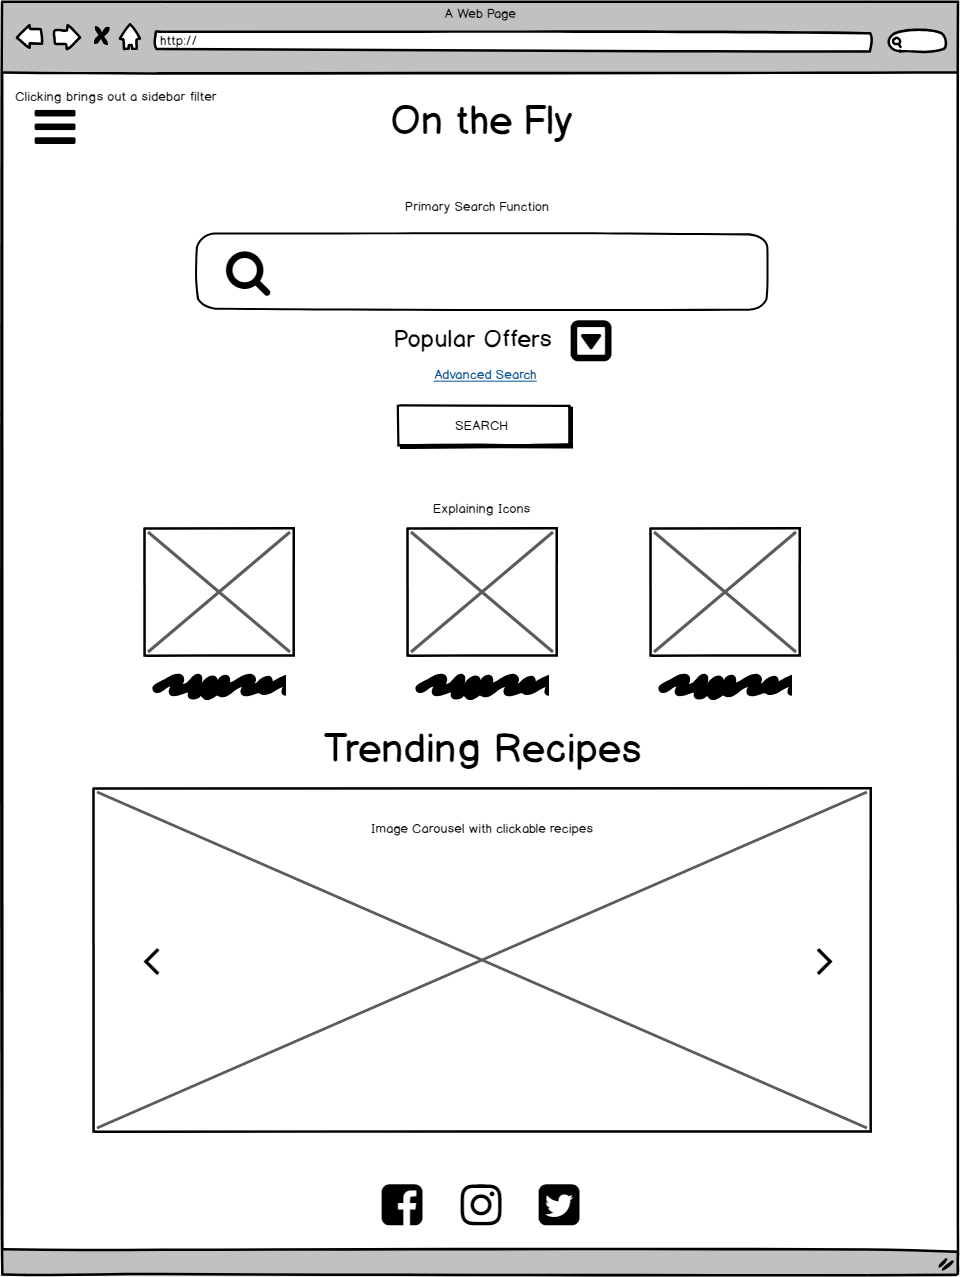 A Web Page
http://
Clicking brings out a sidebar filter
On the Fly
Primary Search Function
Popular Offers
Advanced Search
SEARCH
Explaining Icons
Trending Recipes
Image Carousel with clickable recipes